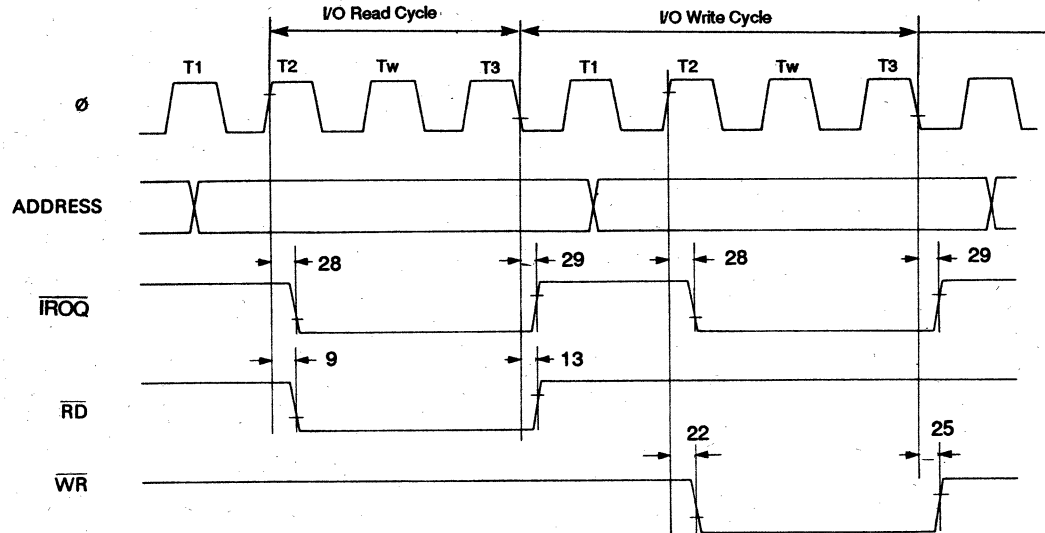 I/O Read Cycle I/O Write Cycle
T1 T2 Tw T3 T1 T2 Tw T3
Ø
ADDRESS
28 29 28 29
IROQ
9 13
RD
22 25
WR